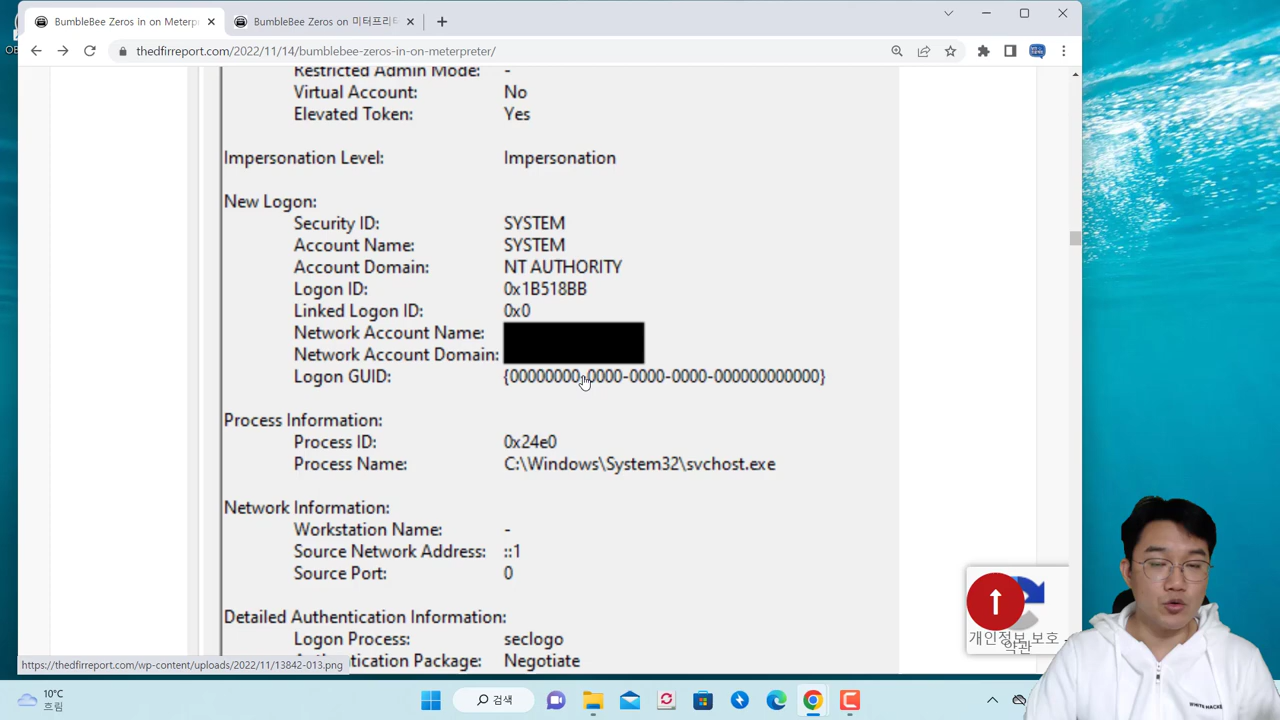 BumbleBee Zeros in on Meterp
BumbleBee Zeros on 미터프리터
thedfirreport.com/2022/11/14/bumblebee-zeros-in-on-meterpreter/
Restricted Admin Mode: -
Virtual Account: No
Elevated Token: Yes
Impersonation Level: Impersonation
New Logon:
Security ID: SYSTEM
Account Name: SYSTEM
Account Domain: NT AUTHORITY
Logon ID: 0x1B518BB
Linked Logon ID: 0x0
Network Account Name:
Network Account Domain:
Logon GUID: {00000000-0000-0000-0000-000000000000}
Process Information:
Process ID: 0x24e0
Process Name: C:\Windows\System32\svchost.exe
Network Information:
Workstation Name: -
Source Network Address: ::1
Source Port: 0
Detailed Authentication Information:
Logon Process: seclogo
Authentication Package: Negotiate
개인정보 보호 -
약관
https://thedfirreport.com/wp-content/uploads/2022/11/13842-013.png
10°C
흐림
검색
WHITE HACKE